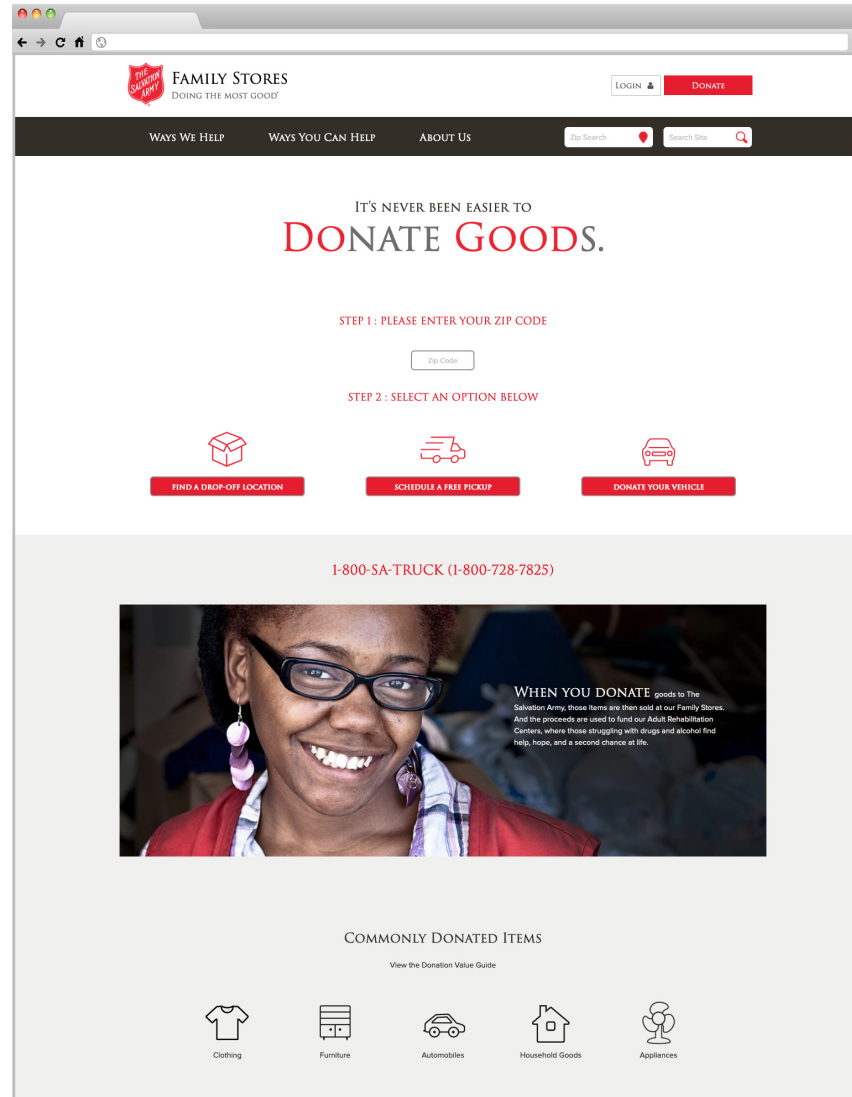 THE
SALVATION
ARMY
FAMILY STORES
DOING THE MOST GOOD®
LOGIN
DONATE
WAYS WE HELP
WAYS YOU CAN HELP
ABOUT US
Zip Search
Search Site
IT'S NEVER BEEN EASIER TO
DONATE GOODS.
STEP 1 : PLEASE ENTER YOUR ZIP CODE
Zip Code
STEP 2 : SELECT AN OPTION BELOW
FIND A DROP-OFF LOCATION
SCHEDULE A FREE PICKUP
DONATE YOUR VEHICLE
1-800-SA-TRUCK (1-800-728-7825)
WHEN YOU DONATE goods to The
Salvation Army, those items are then sold at our Family Stores.
And the proceeds are used to fund our Adult Rehabilitation
Centers, where those struggling with drugs and alcohol find
help, hope, and a second chance at life.
COMMONLY DONATED ITEMS
View the Donation Value Guide
Clothing
Furniture
Automobiles
Household Goods
Appliances